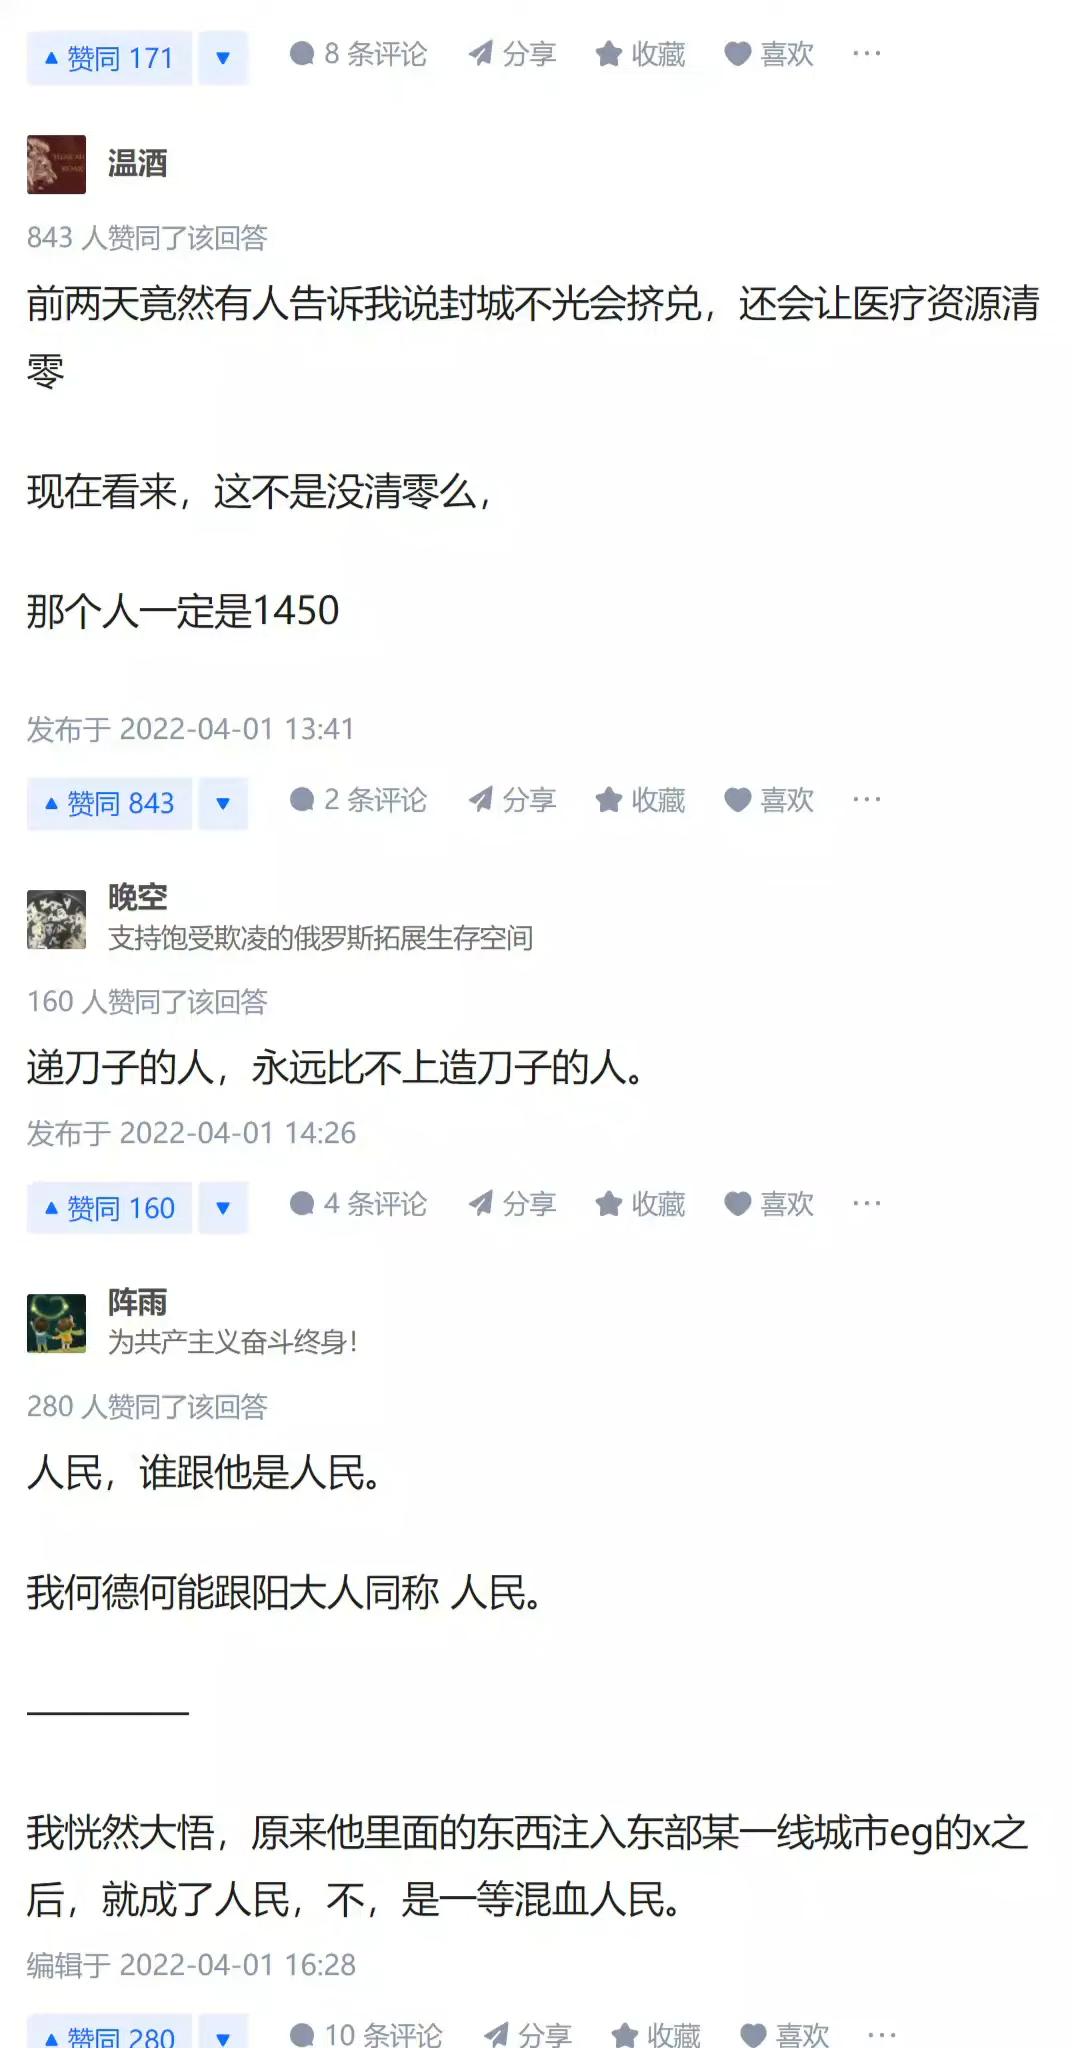 赞同 171
8 条评论 分享 收藏 喜欢 ···
温酒
843 人赞同了该回答
前两天竟然有人告诉我说封城不光会挤兑，还会让医疗资源清
零
现在看来，这不是没清零么，
那个人一定是1450
发布于 2022-04-01 13:41
赞同 843
2 条评论 分享 收藏 喜欢 ···
晚空
支持饱受欺凌的俄罗斯拓展生存空间
160 人赞同了该回答
递刀子的人，永远比不上造刀子的人。
发布于 2022-04-01 14:26
赞同 160
4 条评论 分享 收藏 喜欢 ···
阵雨
为共产主义奋斗终身！
280 人赞同了该回答
人民，谁跟他是人民。
我何德何能跟阳大人同称 人民。
我恍然大悟，原来他里面的东西注入东部某一线城市eg的x之
后，就成了人民，不，是一等混血人民。
编辑于 2022-04-01 16:28
赞同 280
10 条评论 分享 收藏 喜欢 ···